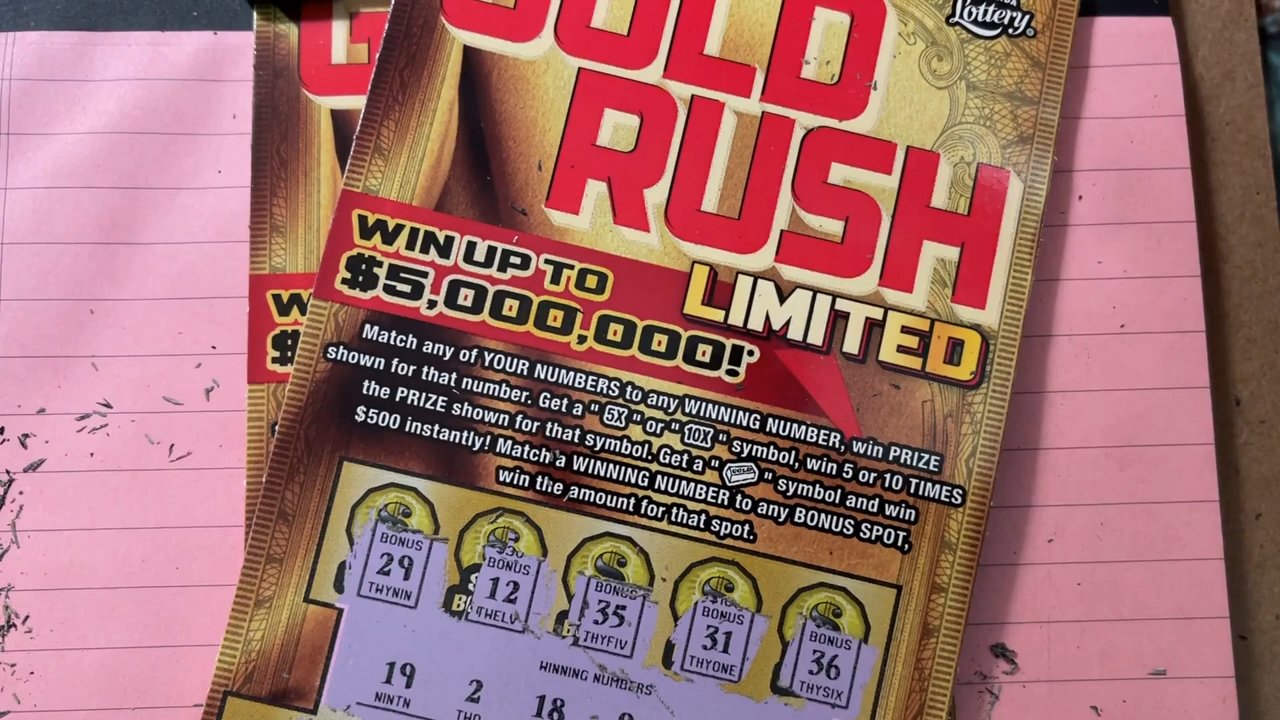 Lottery
GOLD
RUSH
LIMITED
WIN UP TO
$5,000,000!
Match any of YOUR NUMBERS to any WINNING NUMBER, win PRIZE
shown for that number. Get a " 5X " or " 10X " symbol, win 5 or 10 TIMES
the PRIZE shown for that symbol. Get a " GOLD " symbol and win
$500 instantly! Match a WINNING NUMBER to any BONUS SPOT,
win the amount for that spot.
BONUS
29
THYNIN
BONUS
12
TWELV
BONUS
35
THYFIV
BONUS
31
THYONE
BONUS
36
THYSIX
WINNING NUMBERS
19
NINTN
2
TWO
18